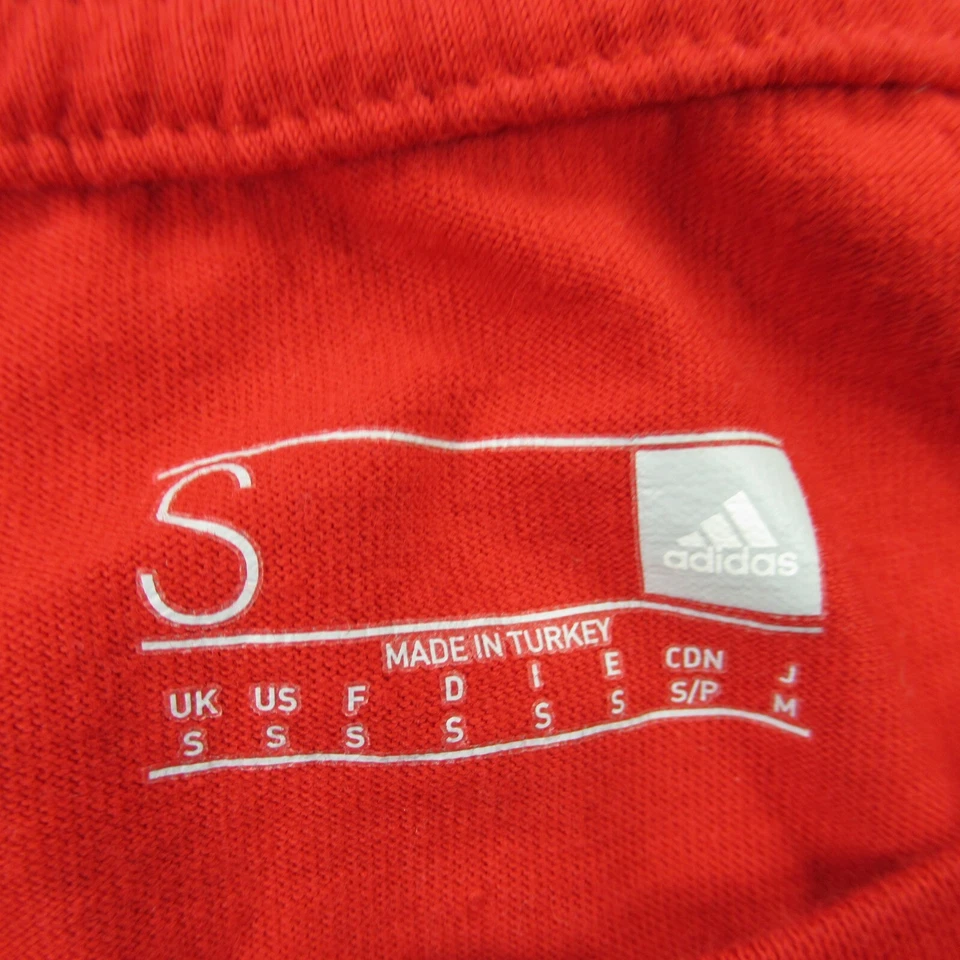 S
adidas
MADE IN TURKEY
UK US F D I E CDN J
S S S S S S S/P M